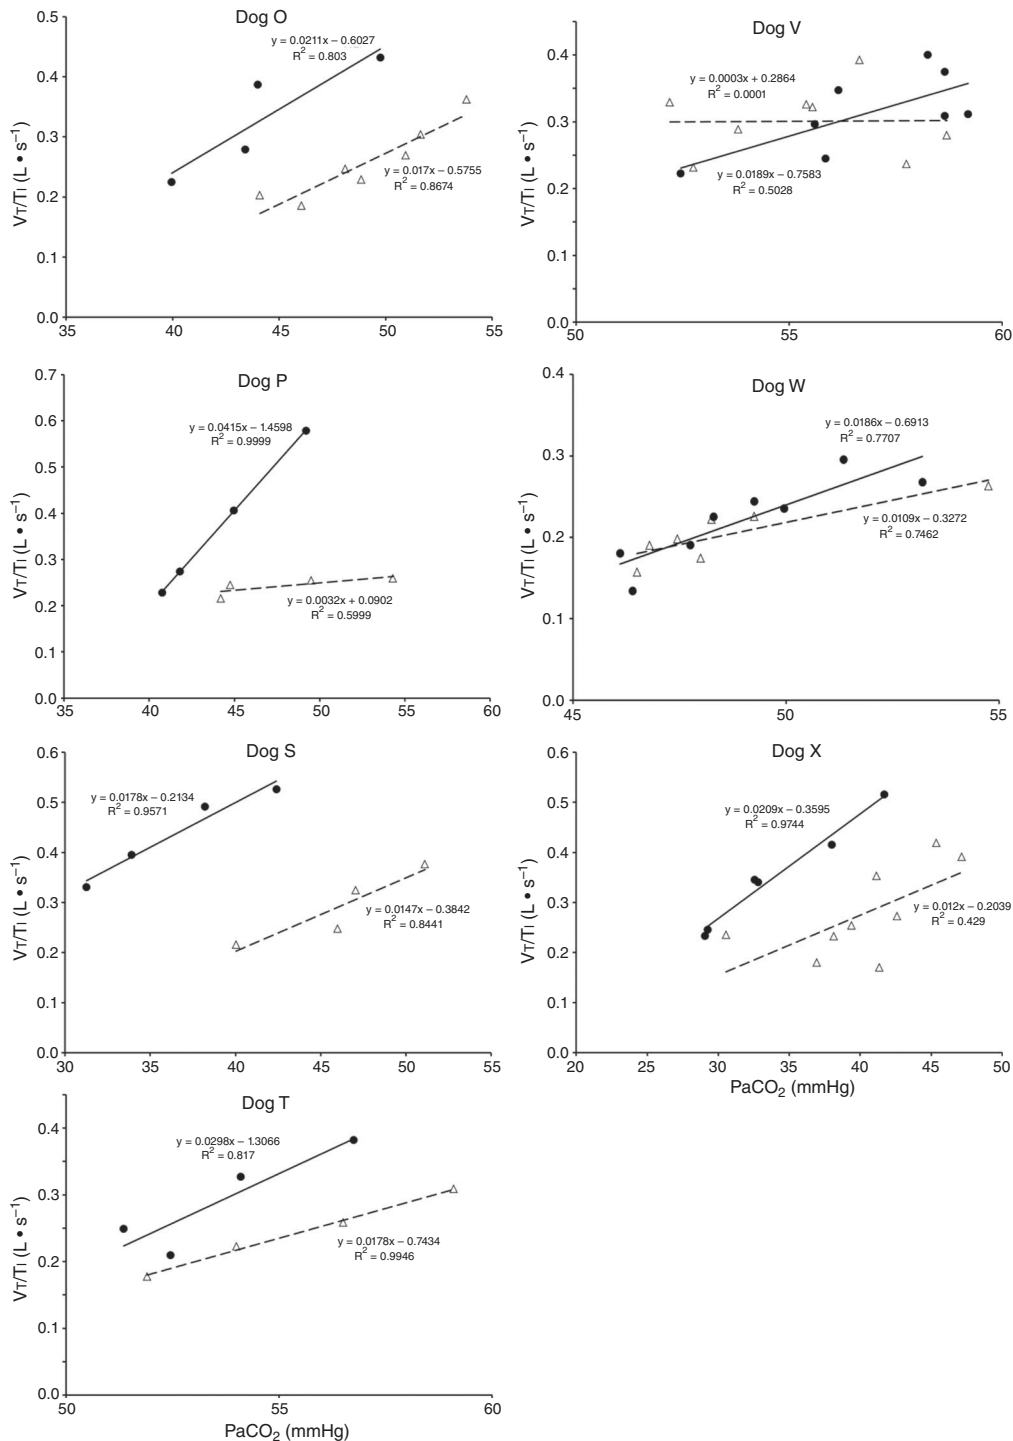 Dog O
0.5
0.4
0.3
0.2
0.1
0.0
VT/TI (L • s–1)
y = 0.0211x – 0.6027
R2 = 0.803
y = 0.017x – 0.5755
R2 = 0.8674
35 40 45 50 55
Dog V
0.4
0.3
0.2
0.1
0.0
VT/TI (L • s–1)
y = 0.0003x + 0.2864
R2 = 0.0001
y = 0.0189x – 0.7583
R2 = 0.5028
50 55 60
Dog P
0.7
0.6
0.5
0.4
0.3
0.2
0.1
0.0
VT/TI (L • s–1)
y = 0.0415x – 1.4598
R2 = 0.9999
y = 0.0032x + 0.0902
R2 = 0.5999
35 40 45 50 55 60
Dog W
0.4
0.3
0.2
0.1
0.0
VT/TI (L • s–1)
y = 0.0186x – 0.6913
R2 = 0.7707
y = 0.0109x – 0.3272
R2 = 0.7462
45 50 55
Dog S
0.6
0.5
0.4
0.3
0.2
0.1
0.0
VT/TI (L • s–1)
y = 0.0178x – 0.2134
R2 = 0.9571
y = 0.0147x – 0.3842
R2 = 0.8441
30 35 40 45 50 55
Dog X
0.6
0.5
0.4
0.3
0.2
0.1
0.0
VT/TI (L • s–1)
y = 0.0209x – 0.3595
R2 = 0.9744
y = 0.012x – 0.2039
R2 = 0.429
20 25 30 35 40 45 50
PaCO2 (mmHg)
Dog T
0.4
0.3
0.2
0.1
0.0
VT/TI (L • s–1)
y = 0.0298x – 1.3066
R2 = 0.817
y = 0.0178x – 0.7434
R2 = 0.9946
50 55 60
PaCO2 (mmHg)